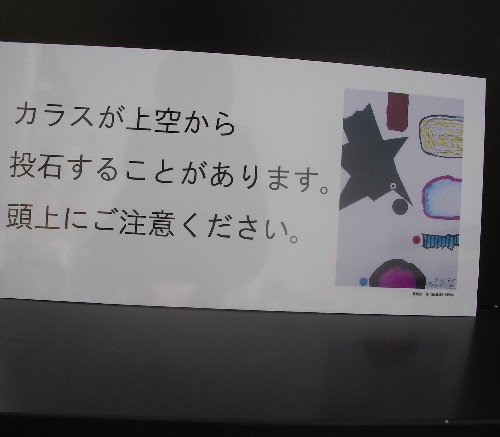 カラスが上空から
投石することがあります。
頭上にご注意ください。